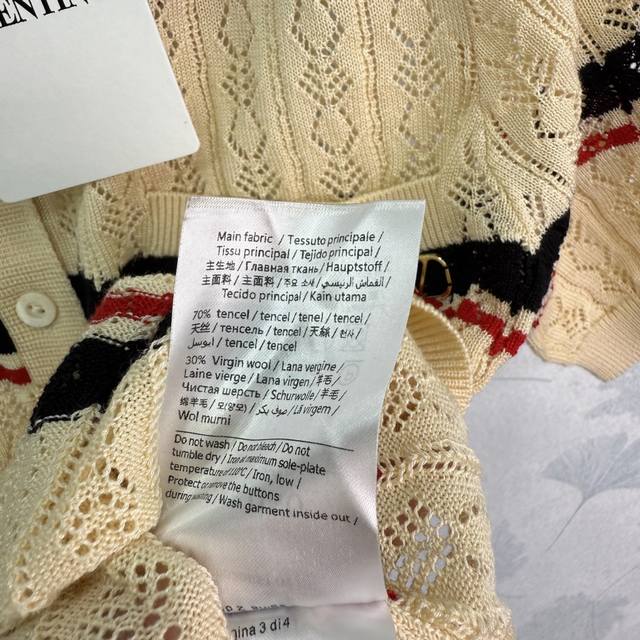 Main fabric / Tessuto principale /
Tissu principal / Tejido principal /
主生地 / Главная ткань / Hauptstoff /
主面料 / 主面料 / 주요 소재 / القماش الرئيسي /
Tecido principal / Kain utama
70% tencel / tencel / tencel / tencel /
天丝 / тенсель / tencel / 天絲 / 텐셀 /
تنسيل / tencel / tencel
30% Virgin wool / Lana vergine /
Laine vierge / Lana virgen / 羊毛 /
Чистая шерсть / Schurwolle / 羊毛 /
綿羊毛 / 모(양모) / صوف بكر / Lã virgem /
Wol murni
Do not wash / Do not bleach / Do not
tumble dry / Iron at maximum sole-plate
temperature of 110°C / Iron, low /
Protect or remove the buttons
during washing / Wash garment inside out /
3 di 4